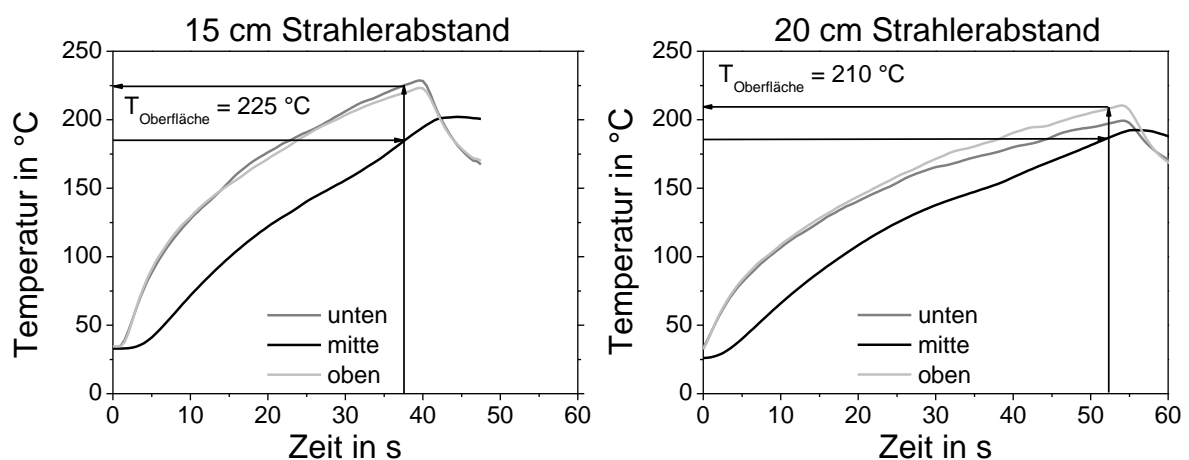 15 cm Strahlerabstand
250
200
150
100
50
0
Temperatur in °C
T Oberfläche = 225 °C
unten
mitte
oben
0 10 20 30 40 50 60
Zeit in s
20 cm Strahlerabstand
250
200
150
100
50
0
Temperatur in °C
T Oberfläche = 210 °C
unten
mitte
oben
0 10 20 30 40 50 60
Zeit in s